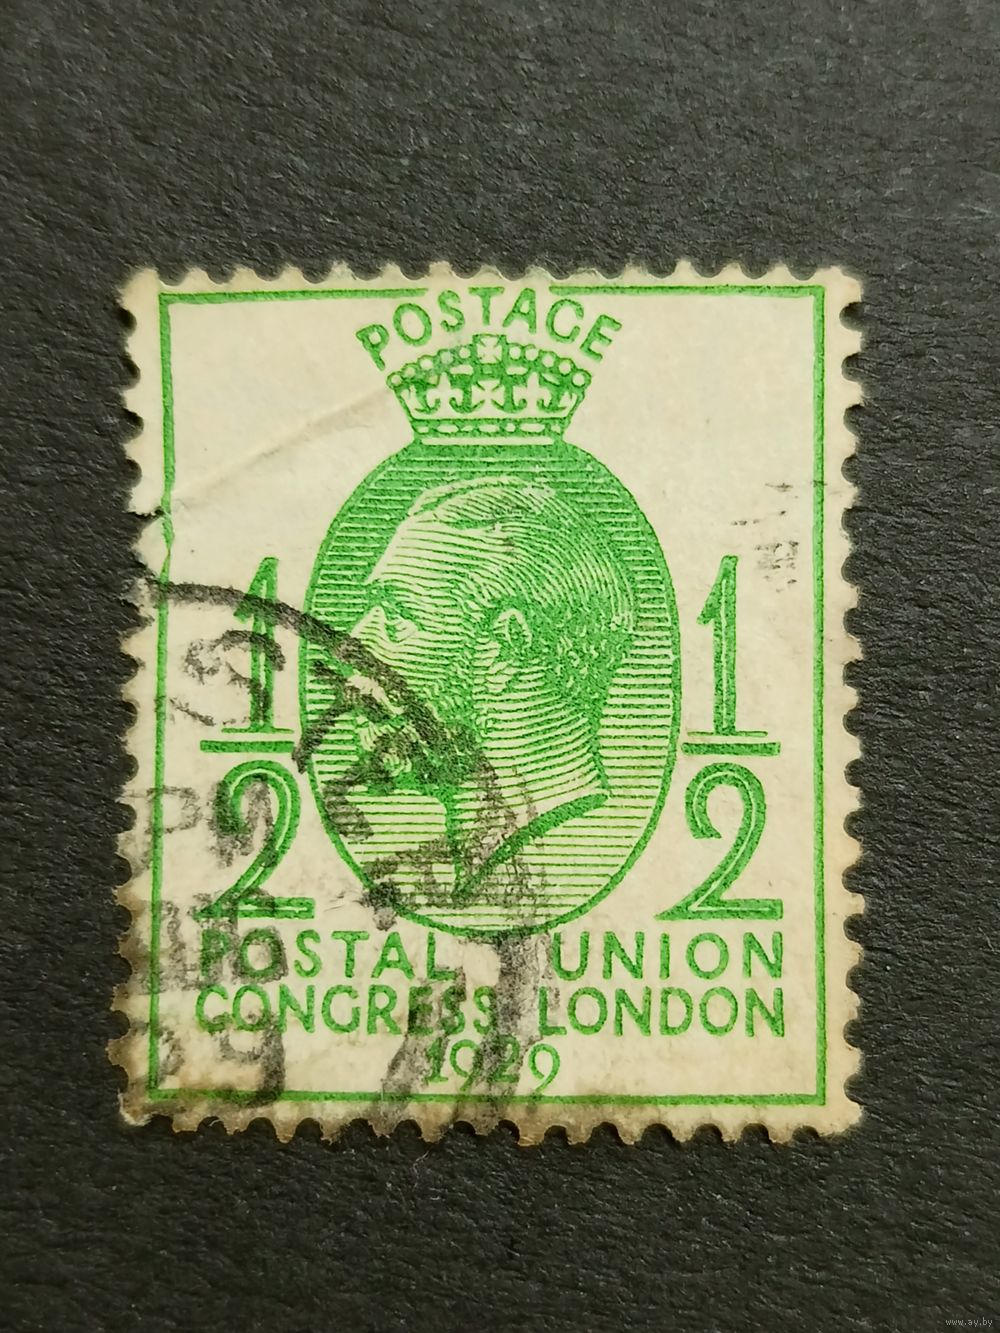 POSTAGE
1/2 1/2
POSTAL UNION
CONGRESS LONDON
1929
www.ay.by